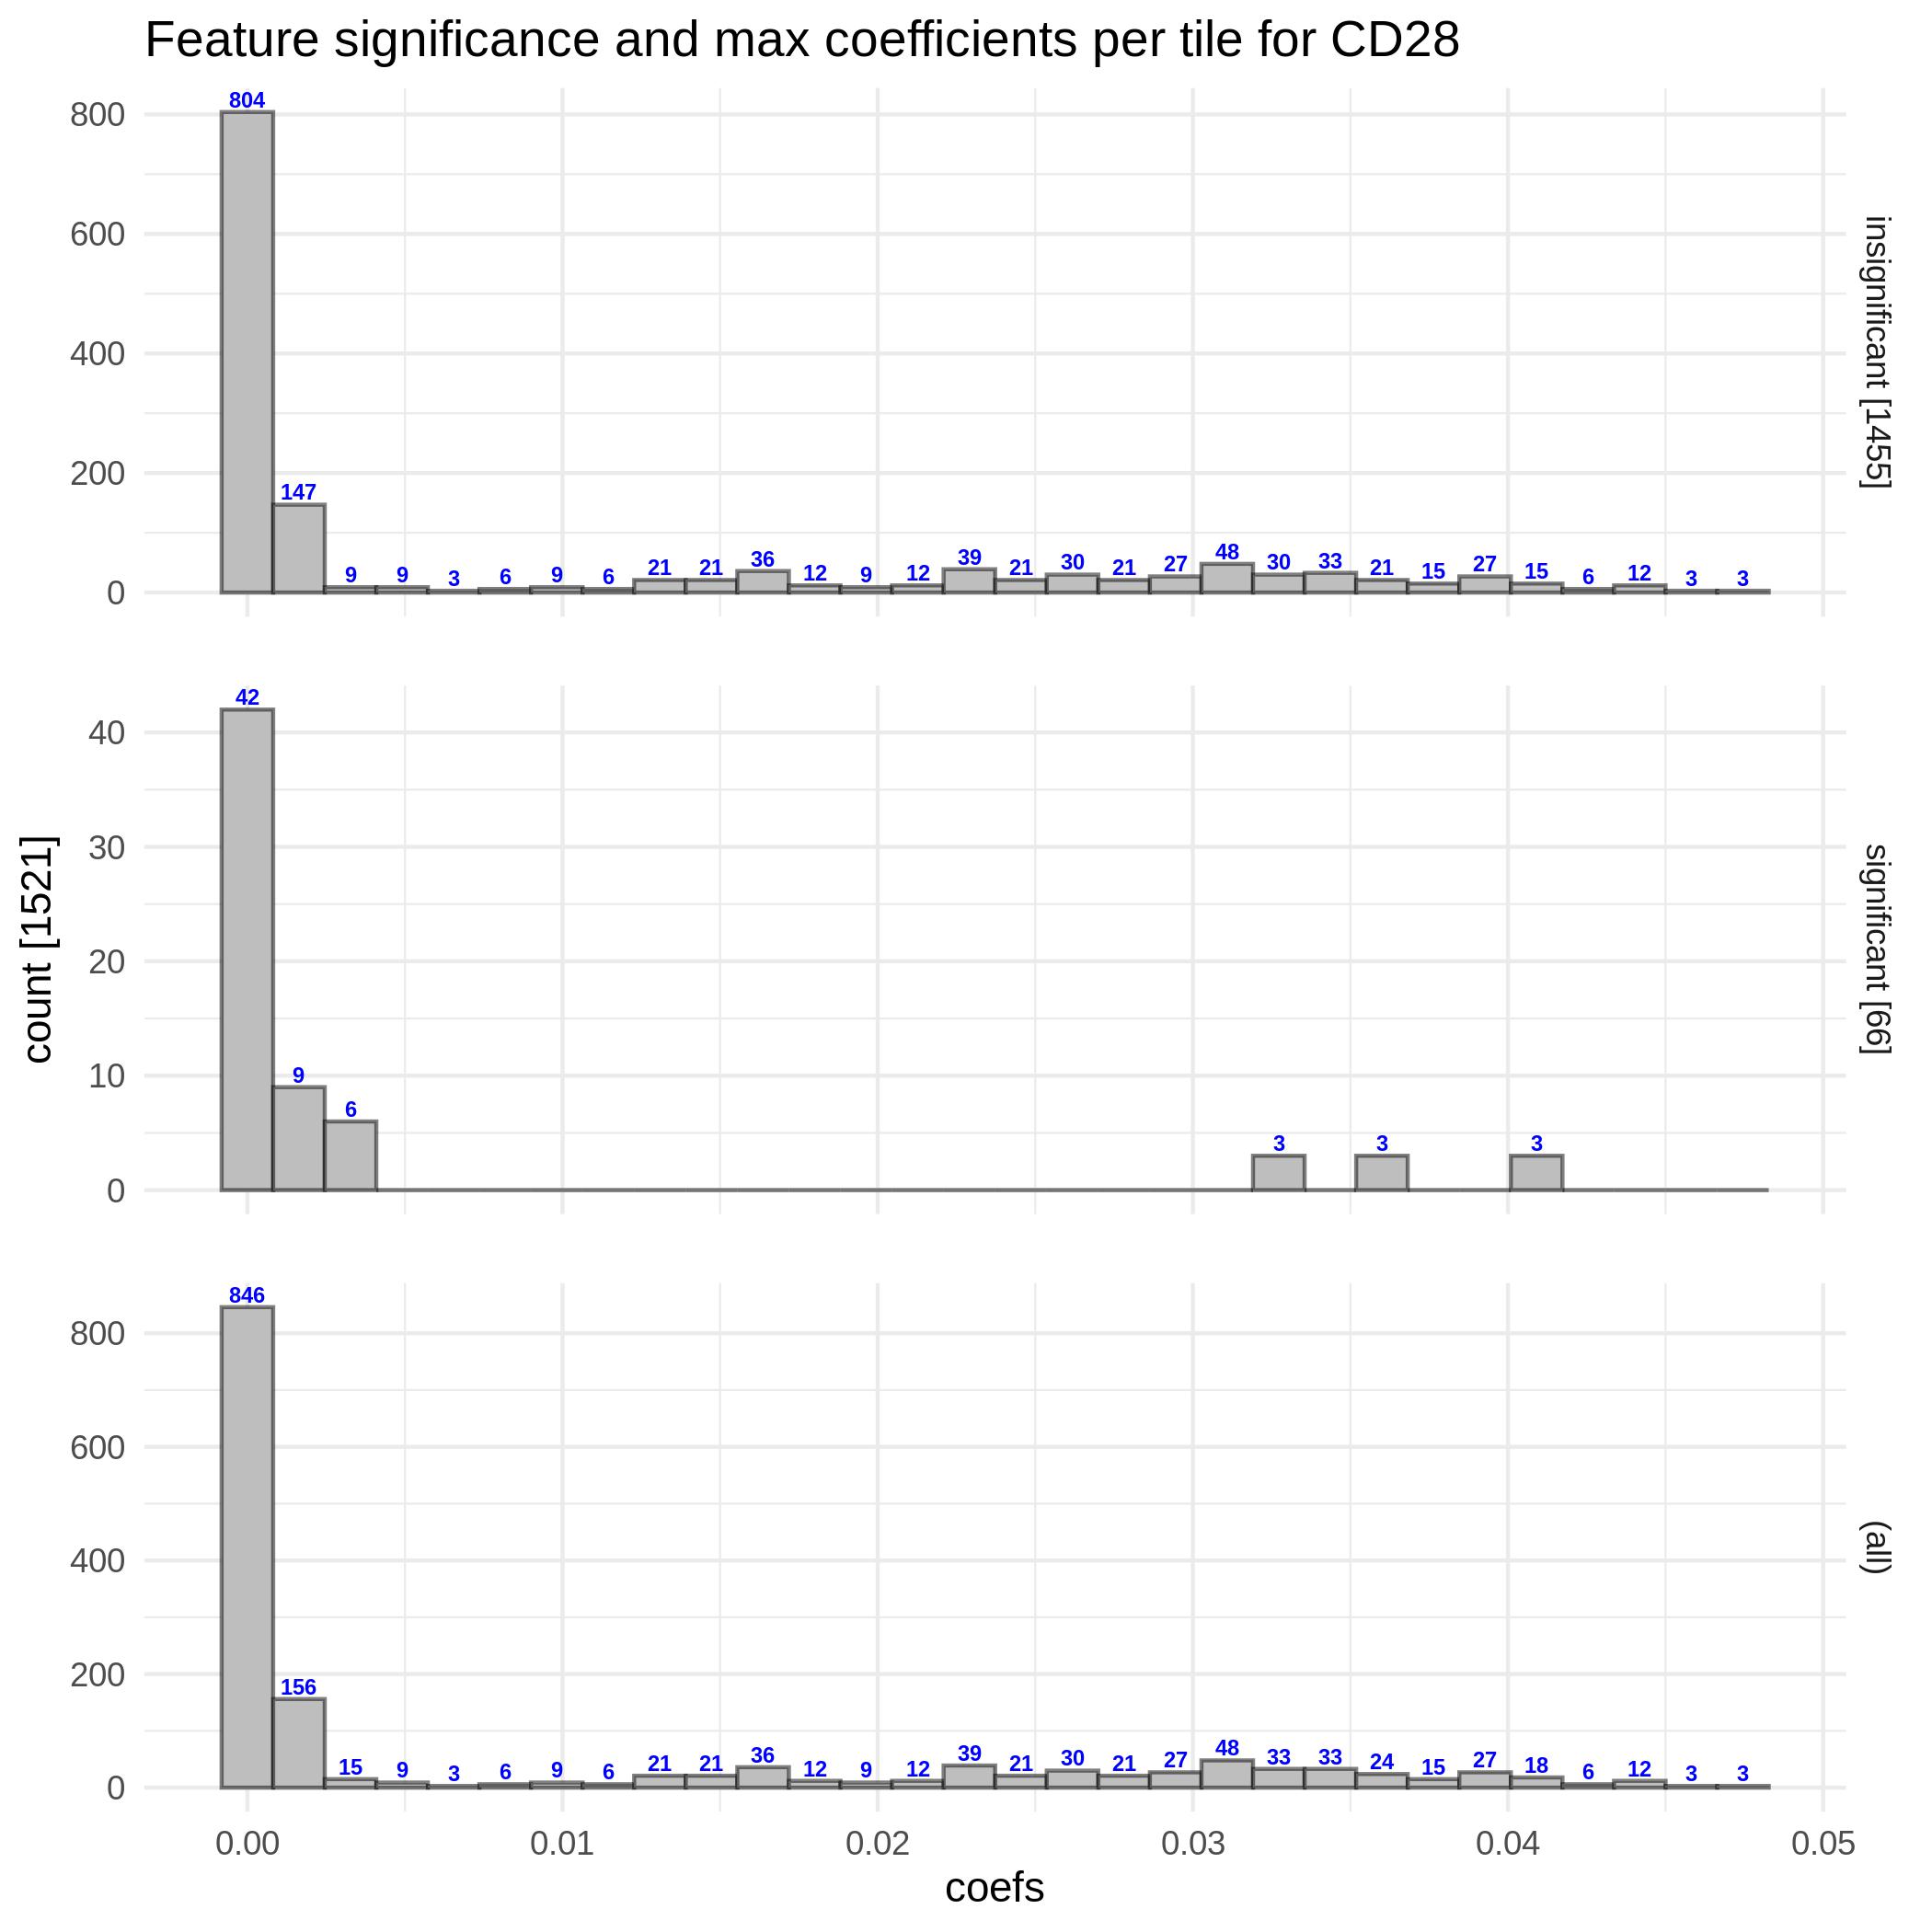 Feature significance and max coefficients per tile for CD28
count [1521]
800
600
400
200
0
804
147
9 9 3 6 9 6 21 21 36 12 9 12 39 21 30 21 27 48 30 33 21 15 27 15 6 12 3 3
insignificant [1455]
40
30
20
10
0
42
9
6
3 3 3
significant [66]
800
600
400
200
0
846
156
15 9 3 6 9 6 21 21 36 12 9 12 39 21 30 21 27 48 33 33 24 15 27 18 6 12 3 3
(all)
0.00 0.01 0.02 0.03 0.04 0.05
coefs